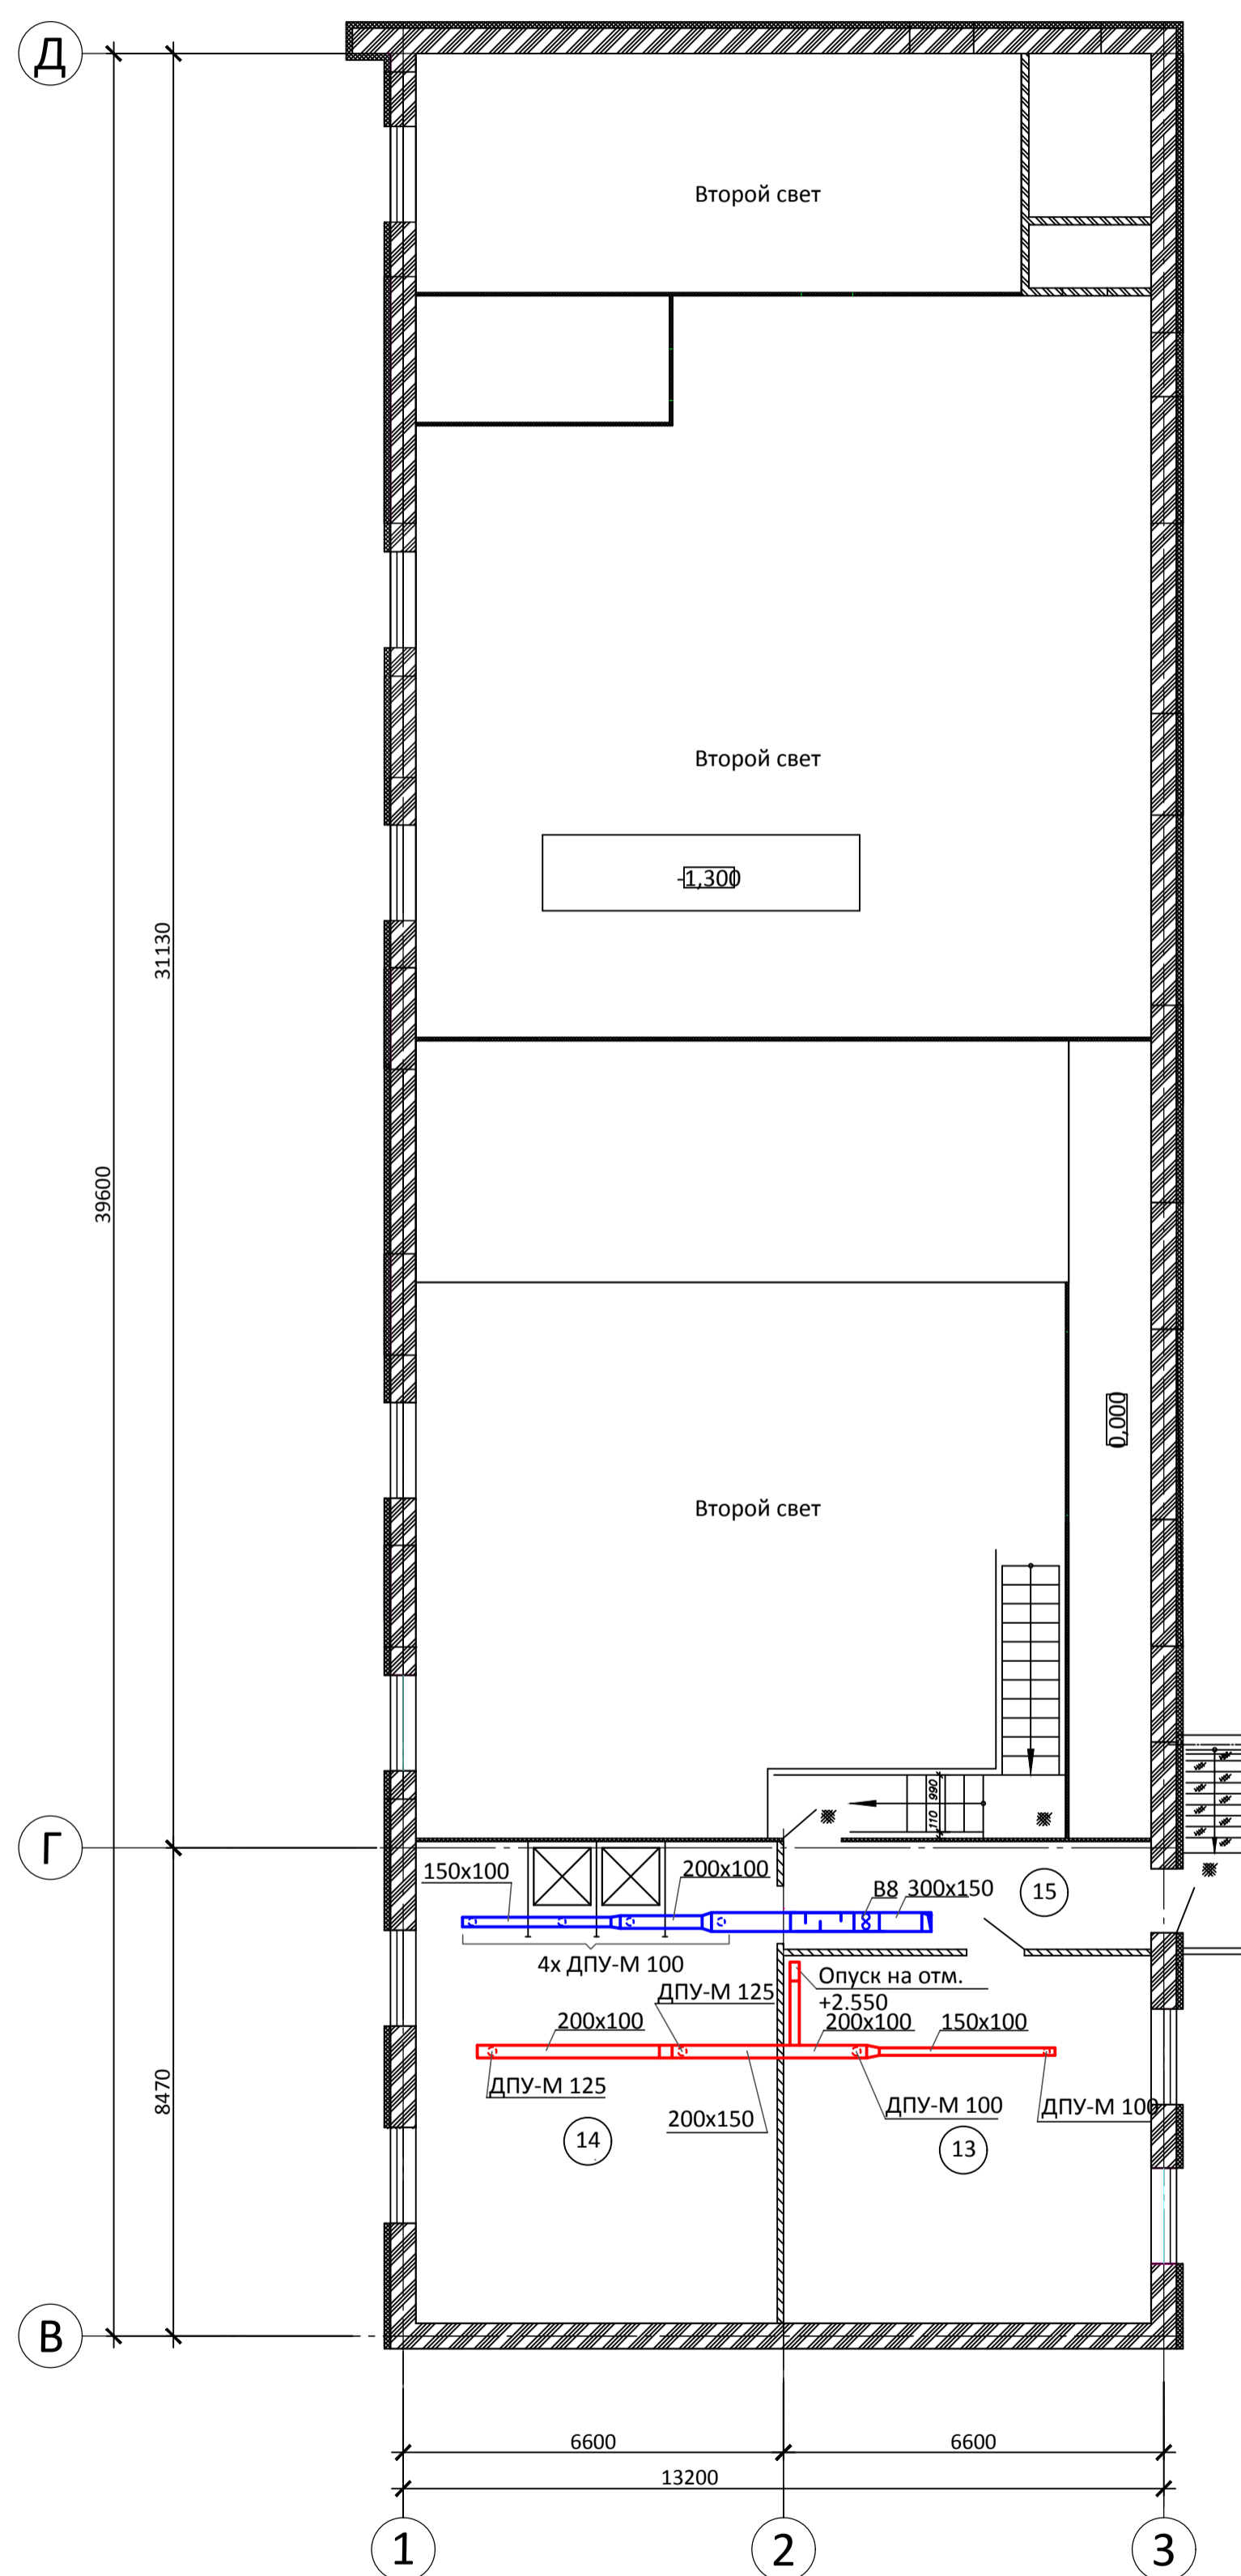 Д
Второй свет
Второй свет
-1,300
31130
39600
0,000
Второй свет
110 990
Г
150x100
200x100
В8 300x150
15
4х ДПУ-М 100
ДПУ-М 125
Опуск на отм.
+2.550
200x100
200x100
150x100
ДПУ-М 125
200x150
ДПУ-М 100
ДПУ-М 100
14
13
8470
В
6600
6600
13200
1
2
3